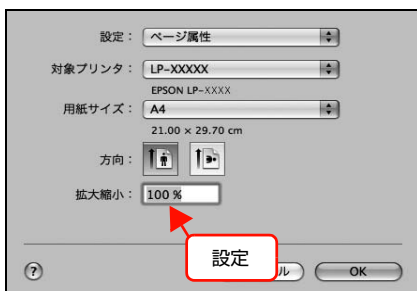 設定： ページ属性
対象プリンタ： LP-XXXXX
EPSON LP-XXXX
用紙サイズ： A4
21.00 × 29.70 cm
方向：
拡大縮小： 100 %
設定
? ル OK